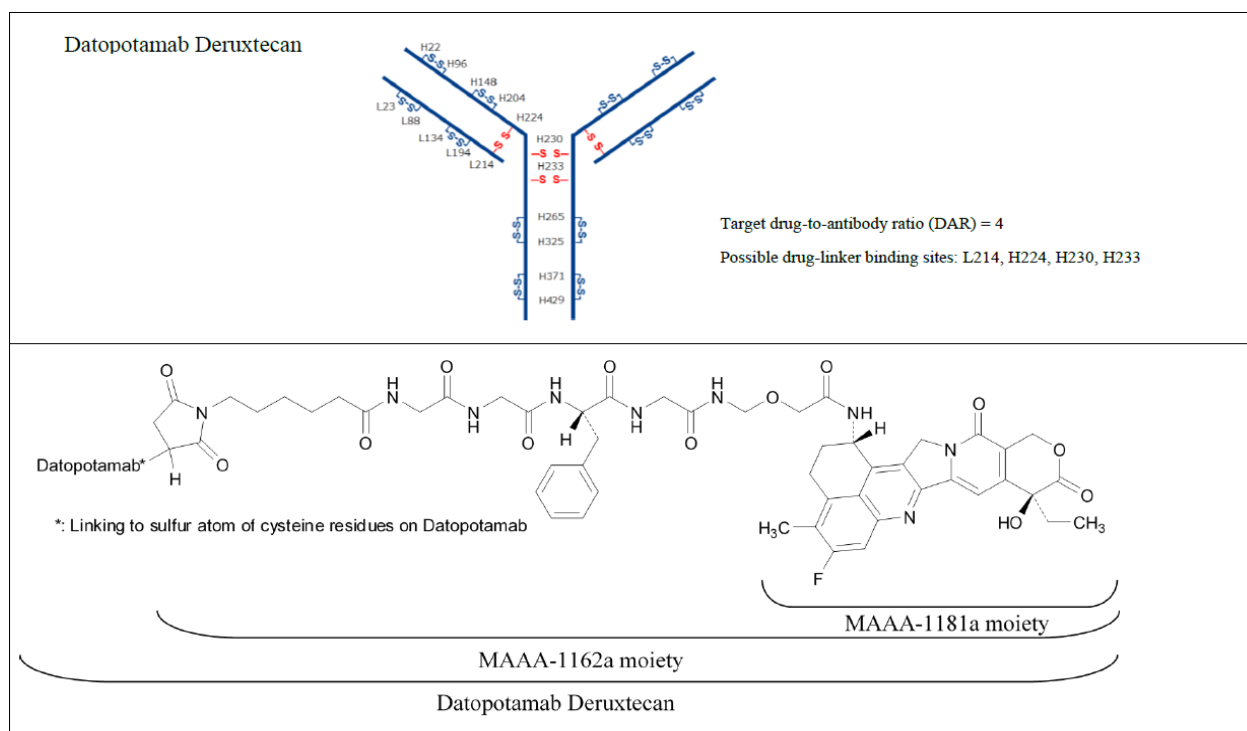 Datopotamab Deruxtecan
H22
S-S
H96
H148
S-S
H204
H224
L23
S-S
L88
L134
S-S
L194
L214
S S
H230
S S
H233
S S
S-S
S-S
S-S
S-S
S S
H265
S-S
S-S
H325
H371
S-S
S-S
H429
Target drug-to-antibody ratio (DAR) = 4
Possible drug-linker binding sites: L214, H224, H230, H233
O
N
O
H
Datopotamab*
O
H
N
O
N
H
O
H
N
H
O
N
H
O
H
N
O
O
NH
H
O
N
O
O
HO
CH3
N
H3C
F
*: Linking to sulfur atom of cysteine residues on Datopotamab
MAAA-1181a moiety
MAAA-1162a moiety
Datopotamab Deruxtecan